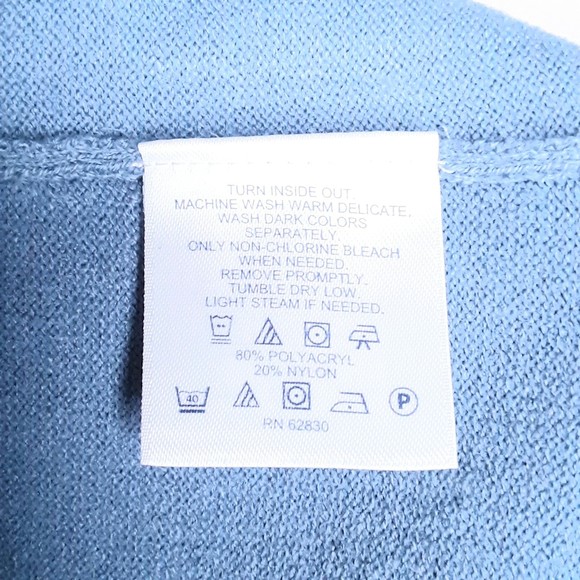 TURN INSIDE OUT.
MACHINE WASH WARM DELICATE.
WASH DARK COLORS
SEPARATELY.
ONLY NON-CHLORINE BLEACH
WHEN NEEDED.
REMOVE PROMPTLY.
TUMBLE DRY LOW.
LIGHT STEAM IF NEEDED.
80% POLYACRYL
20% NYLON
40 P
RN 62830